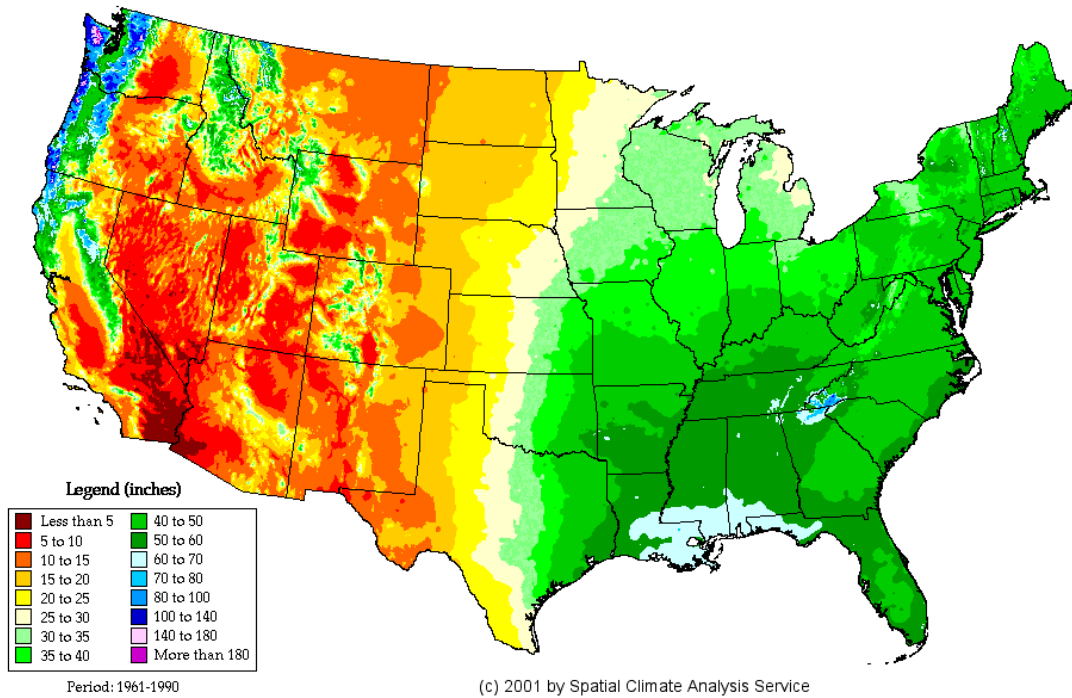 Legend (inches)
Less than 5
5 to 10
10 to 15
15 to 20
20 to 25
25 to 30
30 to 35
35 to 40
40 to 50
50 to 60
60 to 70
70 to 80
80 to 100
100 to 140
140 to 180
More than 180
Period: 1961-1990
(c) 2001 by Spatial Climate Analysis Service